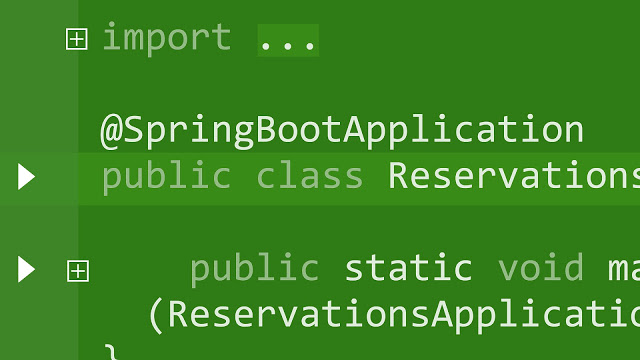 import ...
@SpringBootApplication
public class Reservations
public static void ma
(ReservationsApplicatio
}